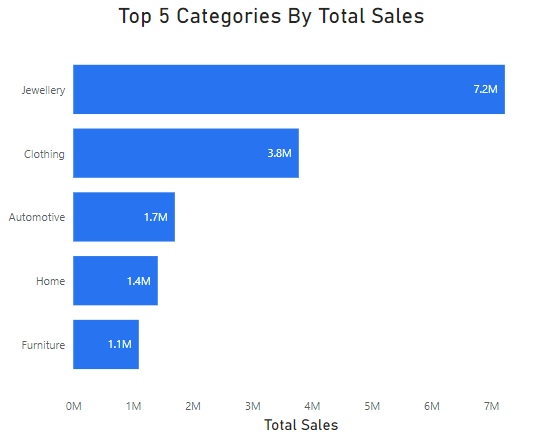 Top 5 Categories By Total Sales
Jewellery 7.2M
Clothing 3.8M
Automotive 1.7M
Home 1.4M
Furniture 1.1M
0M 1M 2M 3M 4M 5M 6M 7M
Total Sales